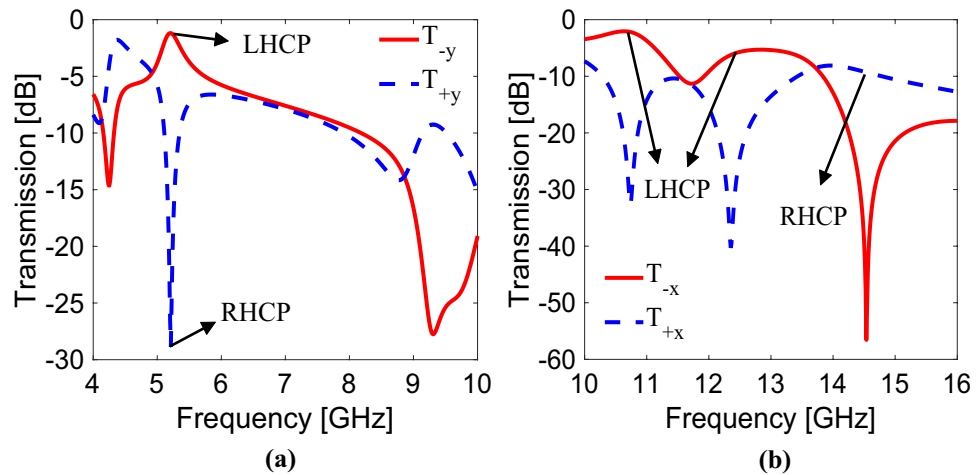 0
-5
-10
-15
-20
-25
-30
Transmission [dB]
LHCP
T-y
T+y
RHCP
4 5 6 7 8 9 10
Frequency [GHz]
(a)
0
-10
-20
-30
-40
-50
-60
Transmission [dB]
LHCP
RHCP
T-x
T+x
10 11 12 13 14 15 16
Frequency [GHz]
(b)